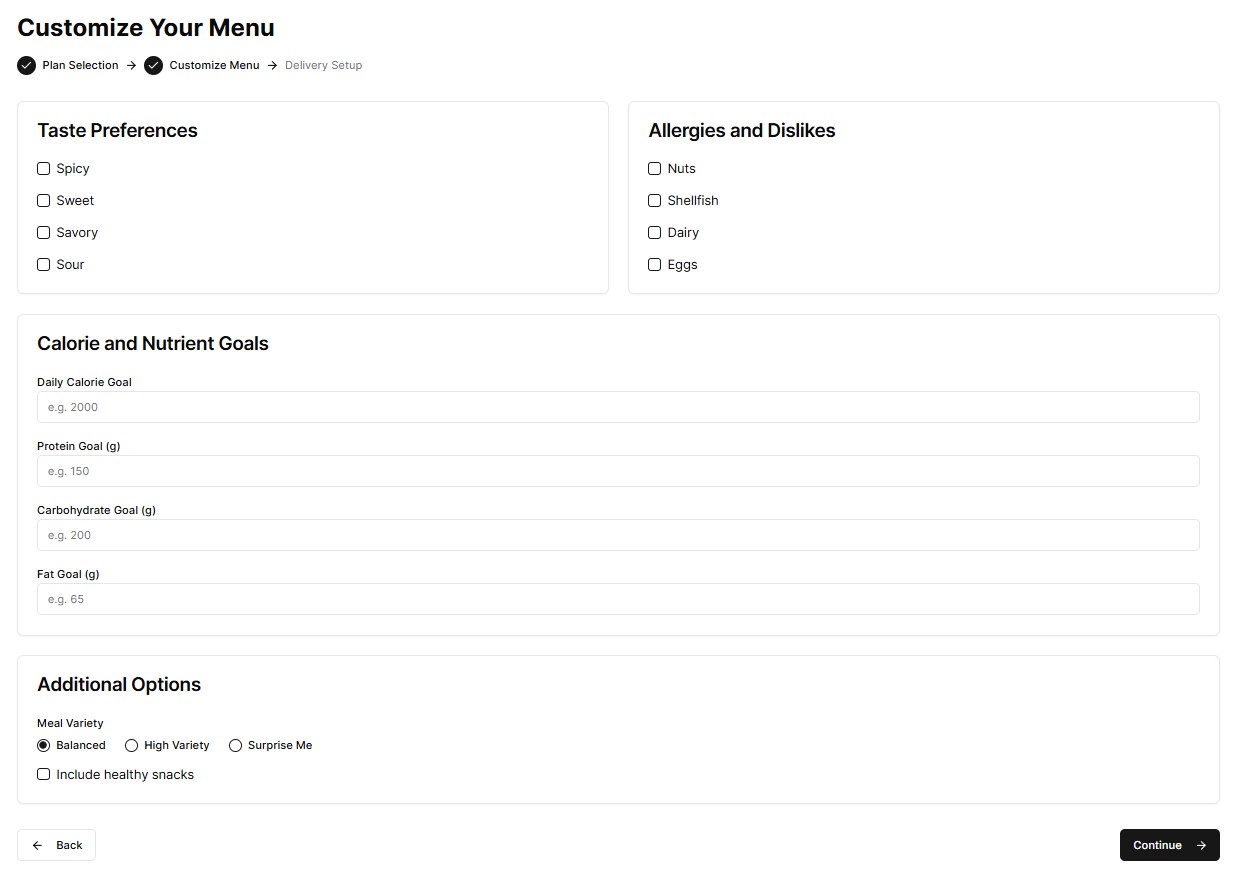 Customize Your Menu
Plan Selection → Customize Menu → Delivery Setup
Taste Preferences
Spicy
Sweet
Savory
Sour
Allergies and Dislikes
Nuts
Shellfish
Dairy
Eggs
Calorie and Nutrient Goals
Daily Calorie Goal
e.g. 2000
Protein Goal (g)
e.g. 150
Carbohydrate Goal (g)
e.g. 200
Fat Goal (g)
e.g. 65
Additional Options
Meal Variety
Balanced High Variety Surprise Me
Include healthy snacks
← Back
Continue →